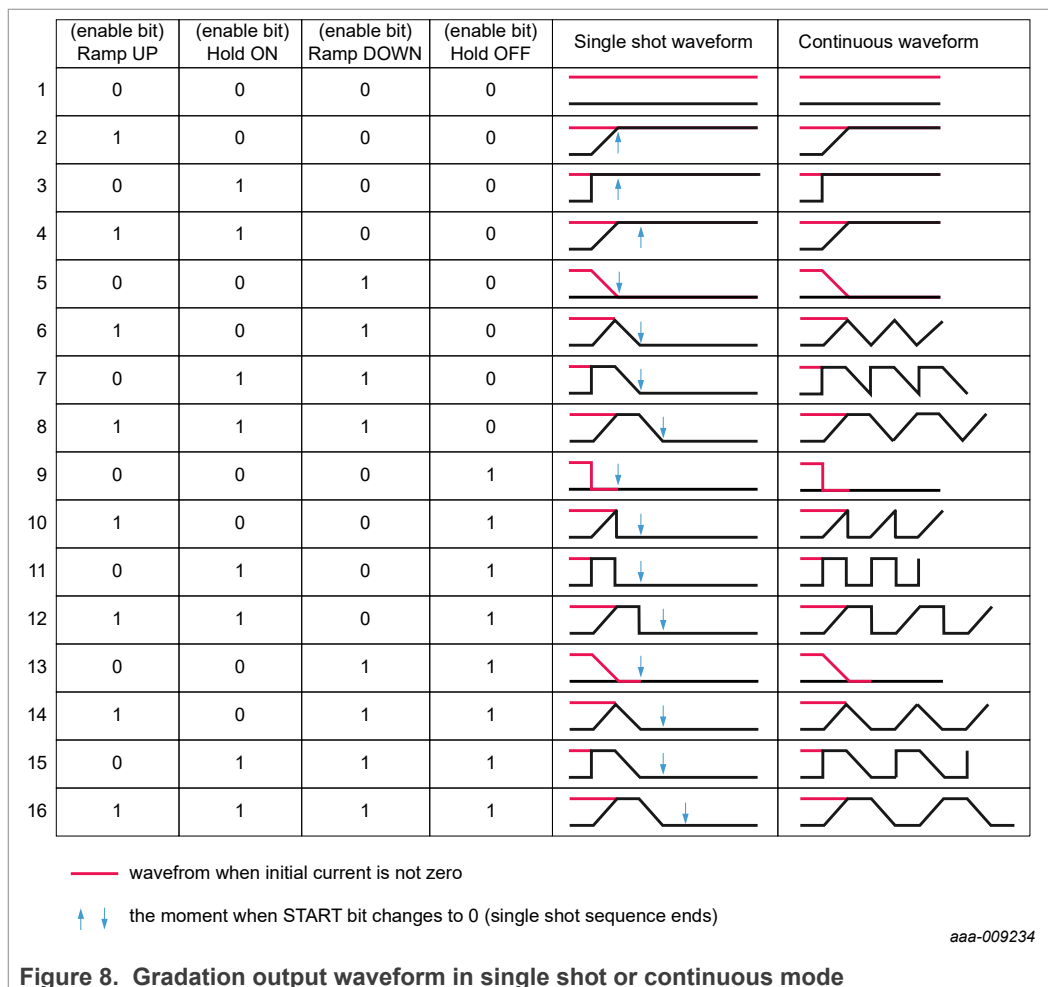 (enable bit) Ramp UP (enable bit) Hold ON (enable bit) Ramp DOWN (enable bit) Hold OFF Single shot waveform Continuous waveform
1 0 0 0 0
2 1 0 0 0
3 0 1 0 0
4 1 1 0 0
5 0 0 1 0
6 1 0 1 0
7 0 1 1 0
8 1 1 1 0
9 0 0 0 1
10 1 0 0 1
11 0 1 0 1
12 1 1 0 1
13 0 0 1 1
14 1 0 1 1
15 0 1 1 1
16 1 1 1 1
wavefrom when initial current is not zero
the moment when START bit changes to 0 (single shot sequence ends)
aaa-009234
Figure 8. Gradation output waveform in single shot or continuous mode